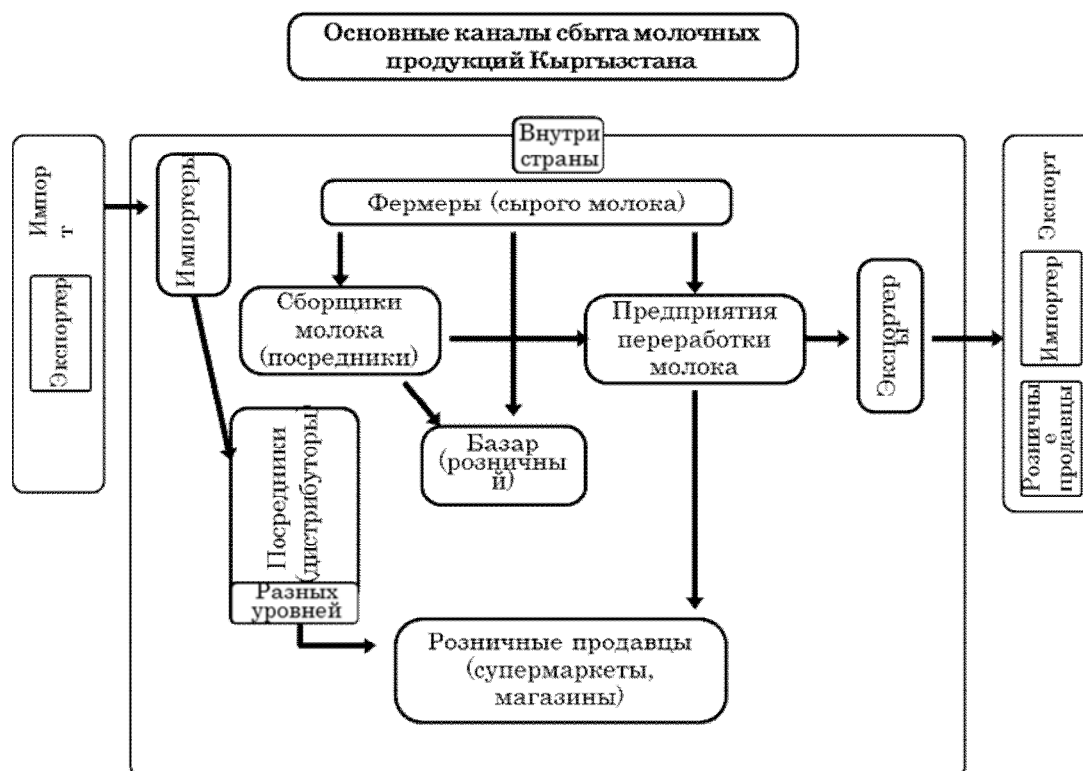 Основные каналы сбыта молочных
продукций Кыргызстана
Внутри
страны
Импор
т
Экспортер
Импортеры
Фермеры (сырого молока)
Сборщики
молока
(посредники)
Предприятия
переработки
молока
Экспортер
ы
Экспорт
Импортер
Розничны
е
продавцы
Базар
(розничны
й)
Посредники
(дистрибуторы)
Разных
уровней
Розничные продавцы
(супермаркеты,
магазины)